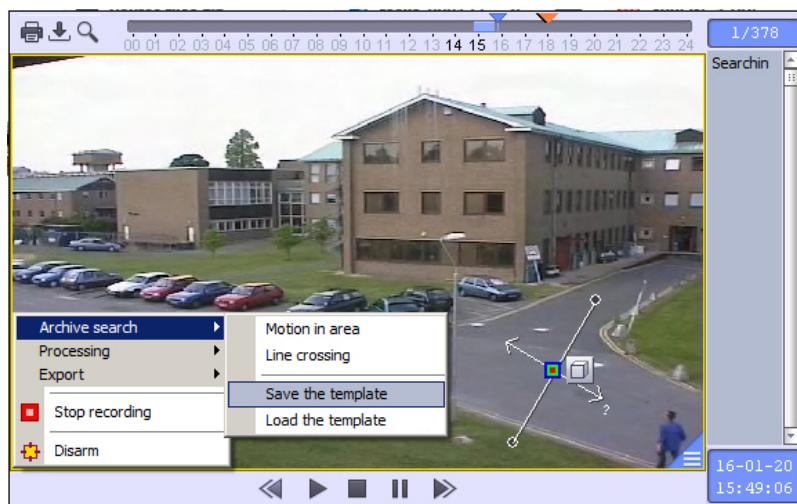 00 01 02 03 04 05 06 07 08 09 10 11 12 13 14 15 16 17 18 19 20 21 22 23 24
1/378
Searchin
Archive search
Processing
Export
Stop recording
Disarm
Motion in area
Line crossing
Save the template
Load the template
?
16-01-20
15:49:06